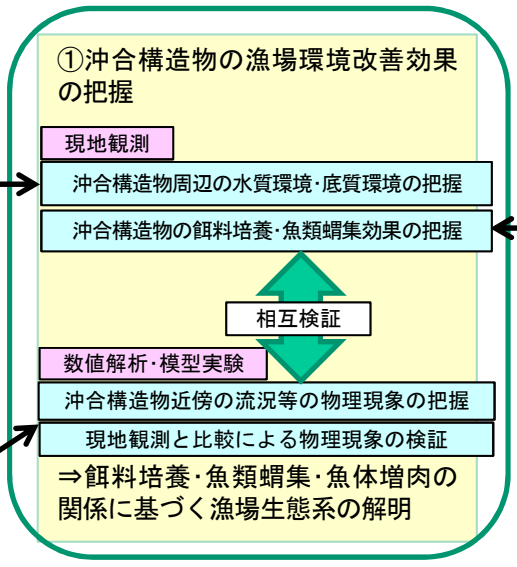 ①沖合構造物の漁場環境改善効果
の把握
現地観測
沖合構造物周辺の水質環境・底質環境の把握
沖合構造物の餌料培養・魚類蝟集効果の把握
相互検証
数値解析・模型実験
沖合構造物近傍の流況等の物理現象の把握
現地観測と比較による物理現象の検証
⇒餌料培養・魚類蝟集・魚体増肉の
関係に基づく漁場生態系の解明